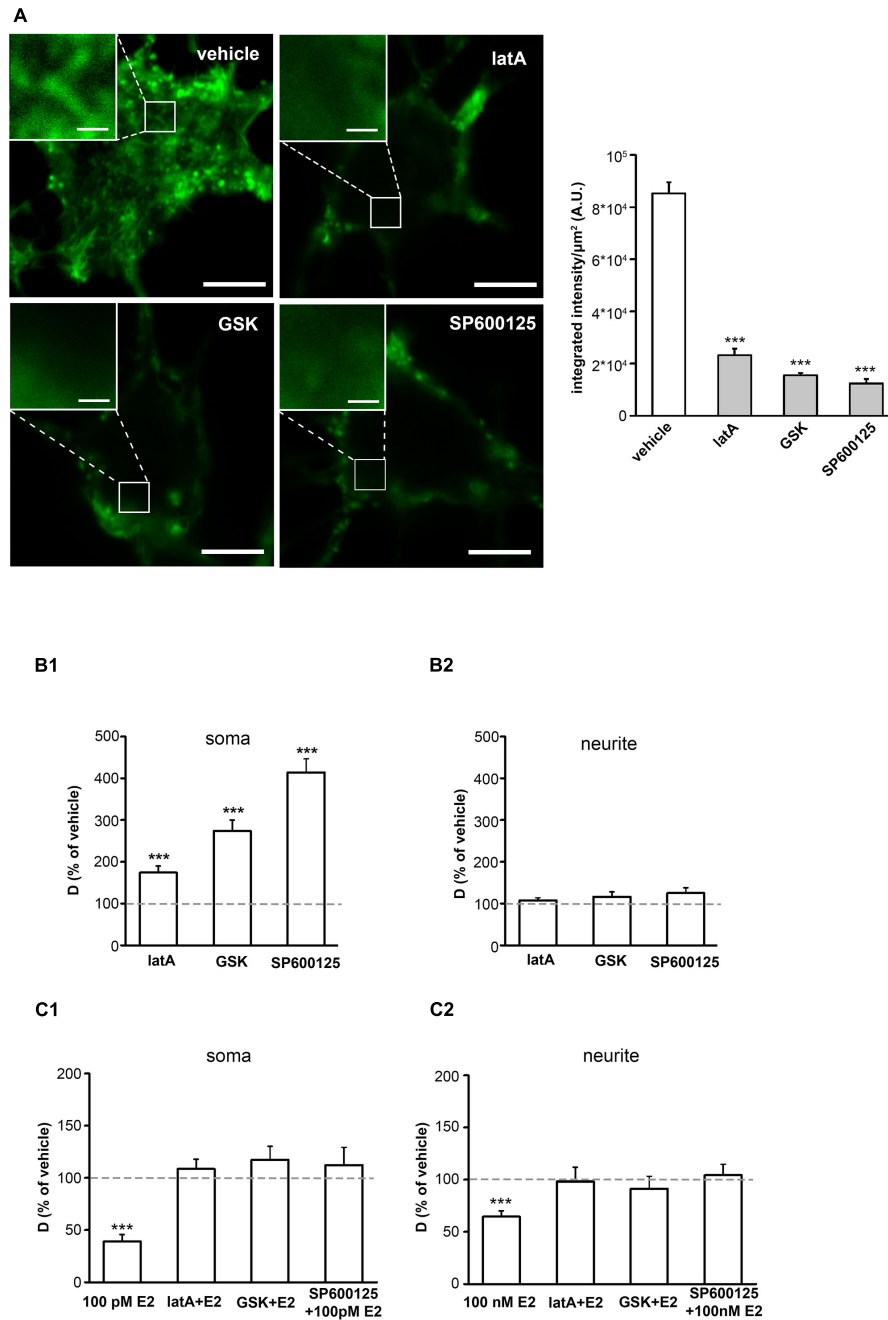 A
vehicle
latA
GSK
SP600125
integrated intensity/µm² (A.U.)
10⁵
8*10⁴
6*10⁴
4*10⁴
2*10⁴
0
***
***
***
vehicle
latA
GSK
SP600125
B1
soma
D (% of vehicle)
500
400
300
200
100
0
***
***
***
latA
GSK
SP600125
B2
neurite
D (% of vehicle)
500
400
300
200
100
0
latA
GSK
SP600125
C1
soma
D (% of vehicle)
200
150
100
50
0
***
100 pM E2
latA+E2
GSK+E2
SP600125
+100pM E2
C2
neurite
D (% of vehicle)
200
150
100
50
0
***
100 nM E2
latA+E2
GSK+E2
SP600125
+100nM E2